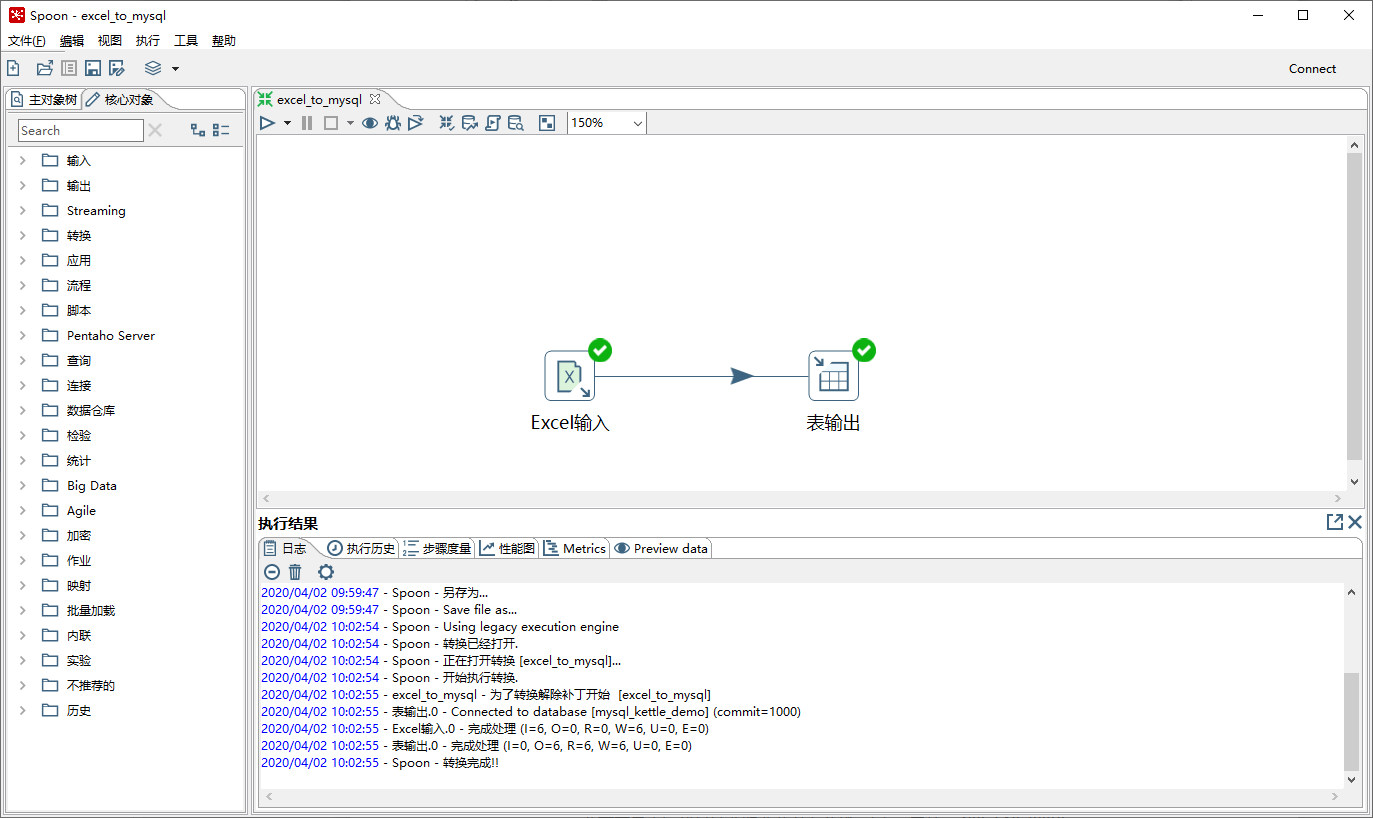 Spoon - excel_to_mysql
文件(F) 编辑 视图 执行 工具 帮助
Connect
主对象树 核心对象
Search
输入
输出
Streaming
转换
应用
流程
脚本
Pentaho Server
查询
连接
数据仓库
检验
统计
Big Data
Agile
加密
作业
映射
批量加载
内联
实验
不推荐的
历史
excel_to_mysql
150%
Excel输入 表输出
执行结果
日志 执行历史 步骤度量 性能图 Metrics Preview data
2020/04/02 09:59:47 - Spoon - 另存为...
2020/04/02 09:59:47 - Spoon - Save file as...
2020/04/02 10:02:54 - Spoon - Using legacy execution engine
2020/04/02 10:02:54 - Spoon - 转换已经打开.
2020/04/02 10:02:54 - Spoon - 正在打开转换 [excel_to_mysql]...
2020/04/02 10:02:54 - Spoon - 开始执行转换.
2020/04/02 10:02:55 - excel_to_mysql - 为了转换解除补丁开始 [excel_to_mysql]
2020/04/02 10:02:55 - 表输出.0 - Connected to database [mysql_kettle_demo] (commit=1000)
2020/04/02 10:02:55 - Excel输入.0 - 完成处理 (I=6, O=0, R=0, W=6, U=0, E=0)
2020/04/02 10:02:55 - 表输出.0 - 完成处理 (I=0, O=6, R=6, W=6, U=0, E=0)
2020/04/02 10:02:55 - Spoon - 转换完成!!